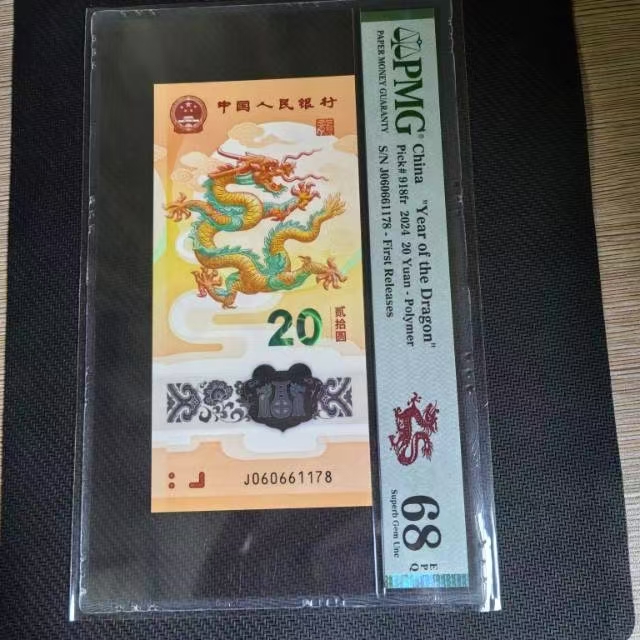 中国人民银行
20
贰拾圆
J060661178
PMG
PAPER MONEY GUARANTY
China "Year of the Dragon"
Pick# 918fr 2024 20 Yuan - Polymer
S/N J060661178 - First Releases
68 EPQ
Superb Gem Unc